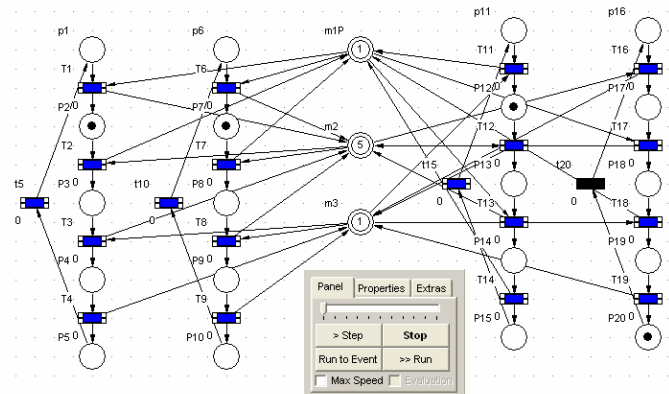 p1 p6 m1P p11 p16
T1 T6 1 T11 T16
0 0 0 0
P2 P7 P12 P17
m2
T2 T7 5 T12 T17
0 0 0 0
t5 t10 P3 P8 t15 P13 t20 P18
m3
0 0 0 0
T3 T8 1 T13 T18
0 0 0 0
P4 P9 P14 P19
T4 T9 T14 T19
0 0 0 0
P5 P10 P15 P20
Panel Properties Extras
> Step Stop
Run to Event >> Run
Max Speed Evaluation